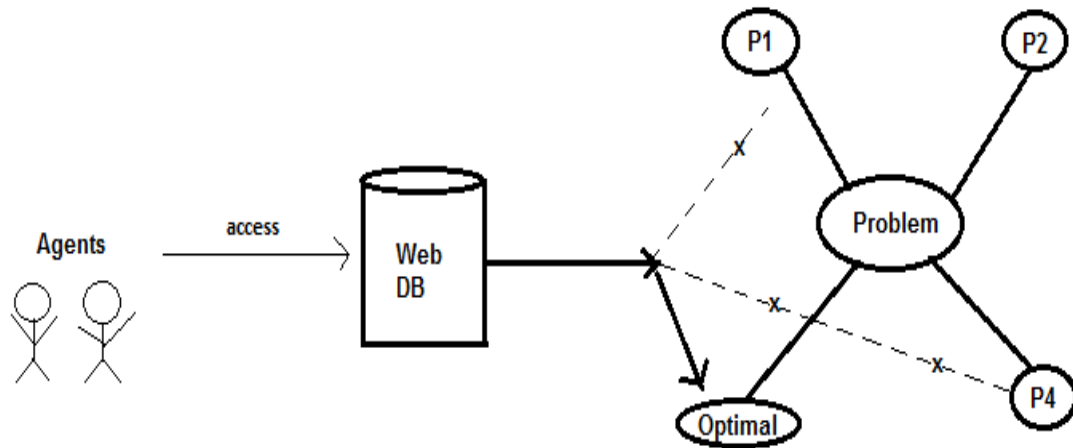 P1
P2
Problem
access
Agents
Web
DB
x
x
x
P4
Optimal